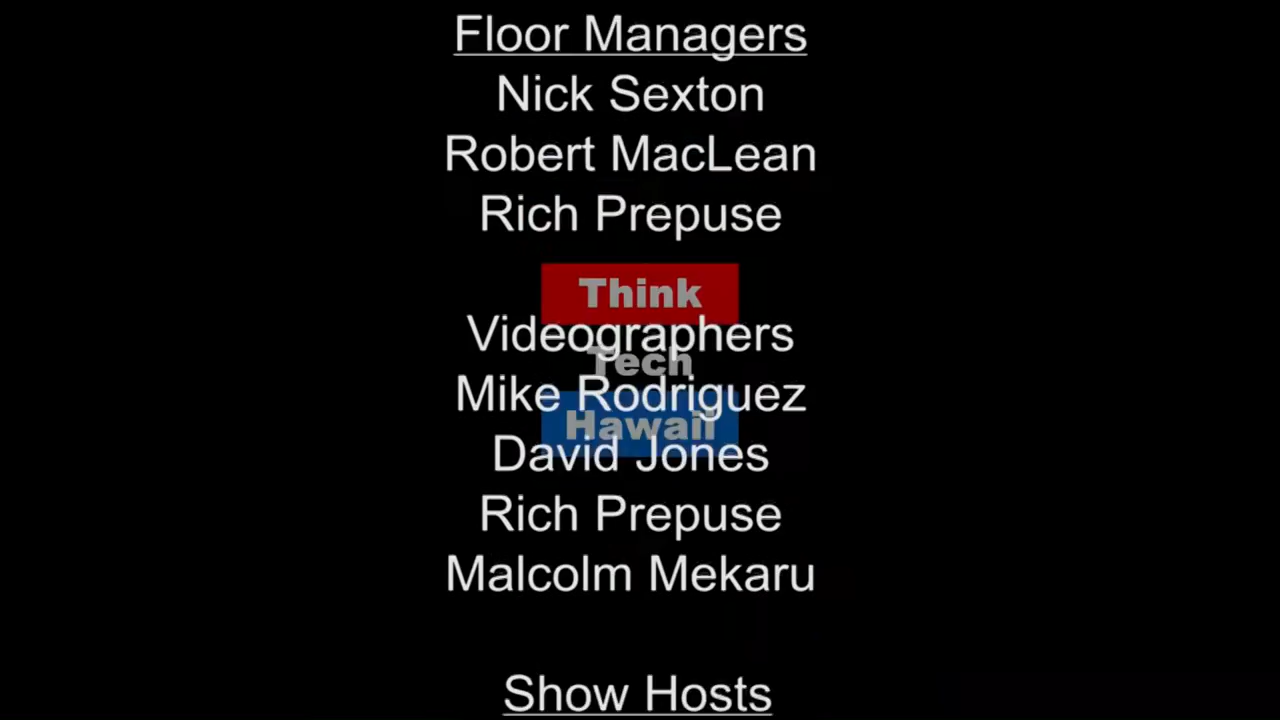 Floor Managers
Nick Sexton
Robert MacLean
Rich Prepuse
Think
Videographers
Tech
Mike Rodriguez
Hawaii
David Jones
Rich Prepuse
Malcolm Mekaru
Show Hosts